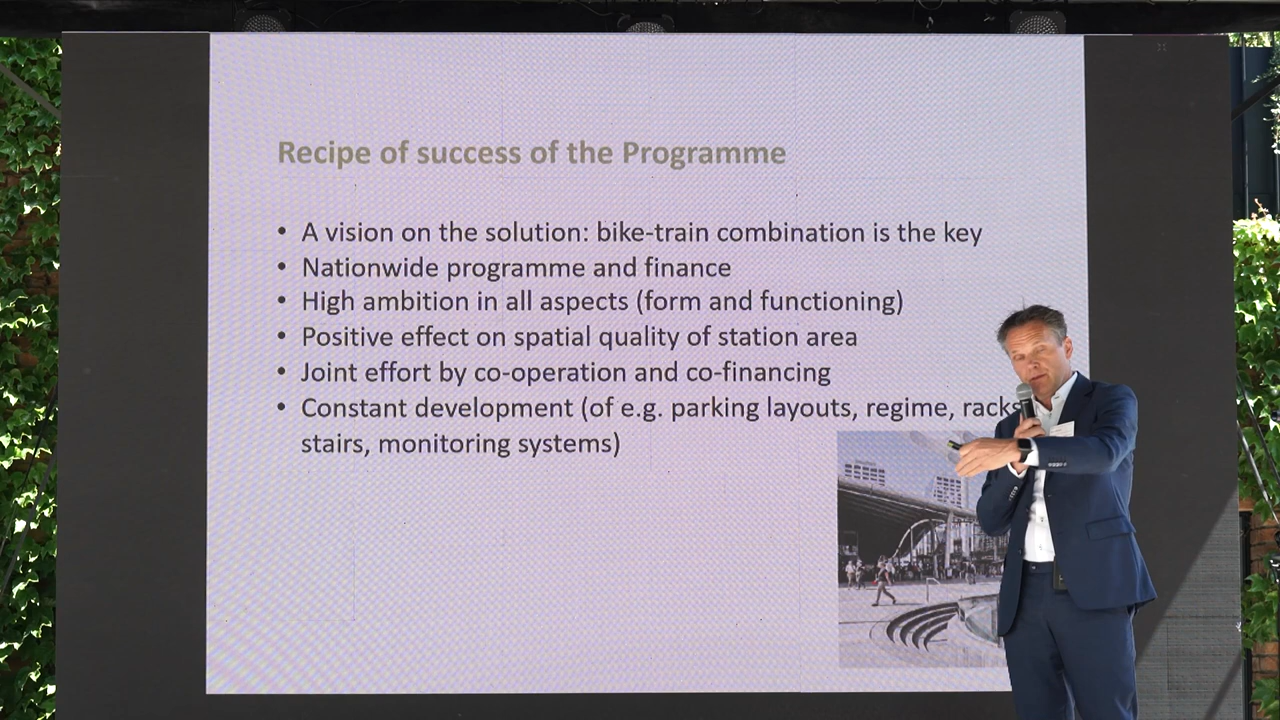 Recipe of success of the Programme
• A vision on the solution: bike-train combination is the key
• Nationwide programme and finance
• High ambition in all aspects (form and functioning)
• Positive effect on spatial quality of station area
• Joint effort by co-operation and co-financing
• Constant development (of e.g. parking layouts, regime, racks
stairs, monitoring systems)